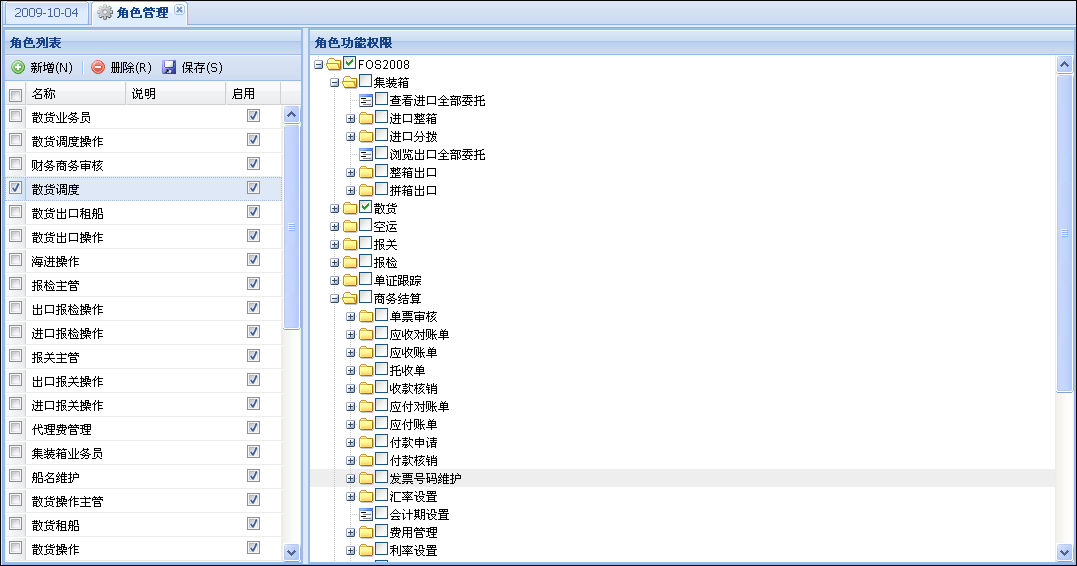 2009-10-04 角色管理
角色列表
新增(N) 删除(R) 保存(S)
名称 说明 启用
散货业务员
散货调度操作
财务商务审核
散货调度
散货出口租船
散货出口操作
海进操作
报检主管
出口报检操作
进口报检操作
报关主管
出口报关操作
进口报关操作
代理费管理
集装箱业务员
船名维护
散货操作主管
散货租船
散货操作
角色功能权限
FOS2008
集装箱
查看进口全部委托
进口整箱
进口分拨
浏览出口全部委托
整箱出口
拼箱出口
散货
空运
报关
报检
单证跟踪
商务结算
单票审核
应收对账单
应收账单
托收单
收款核销
应付对账单
应付账单
付款申请
付款核销
发票号码维护
汇率设置
会计期设置
费用管理
利率设置